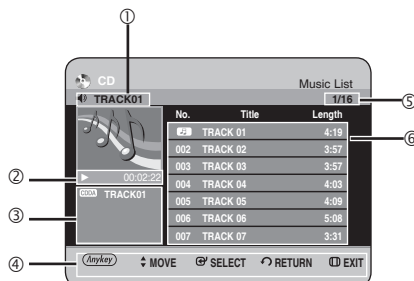 ①
CD
Music List
TRACK01
1/16
⑤
No. Title Length
TRACK 01 4:19
⑥
002 TRACK 02 3:57
② 00:02:22
003 TRACK 03 3:57
③ CDDA TRACK01
004 TRACK 04 4:03
005 TRACK 05 4:09
006 TRACK 06 5:08
007 TRACK 07 3:31
④ Anykey MOVE SELECT RETURN EXIT